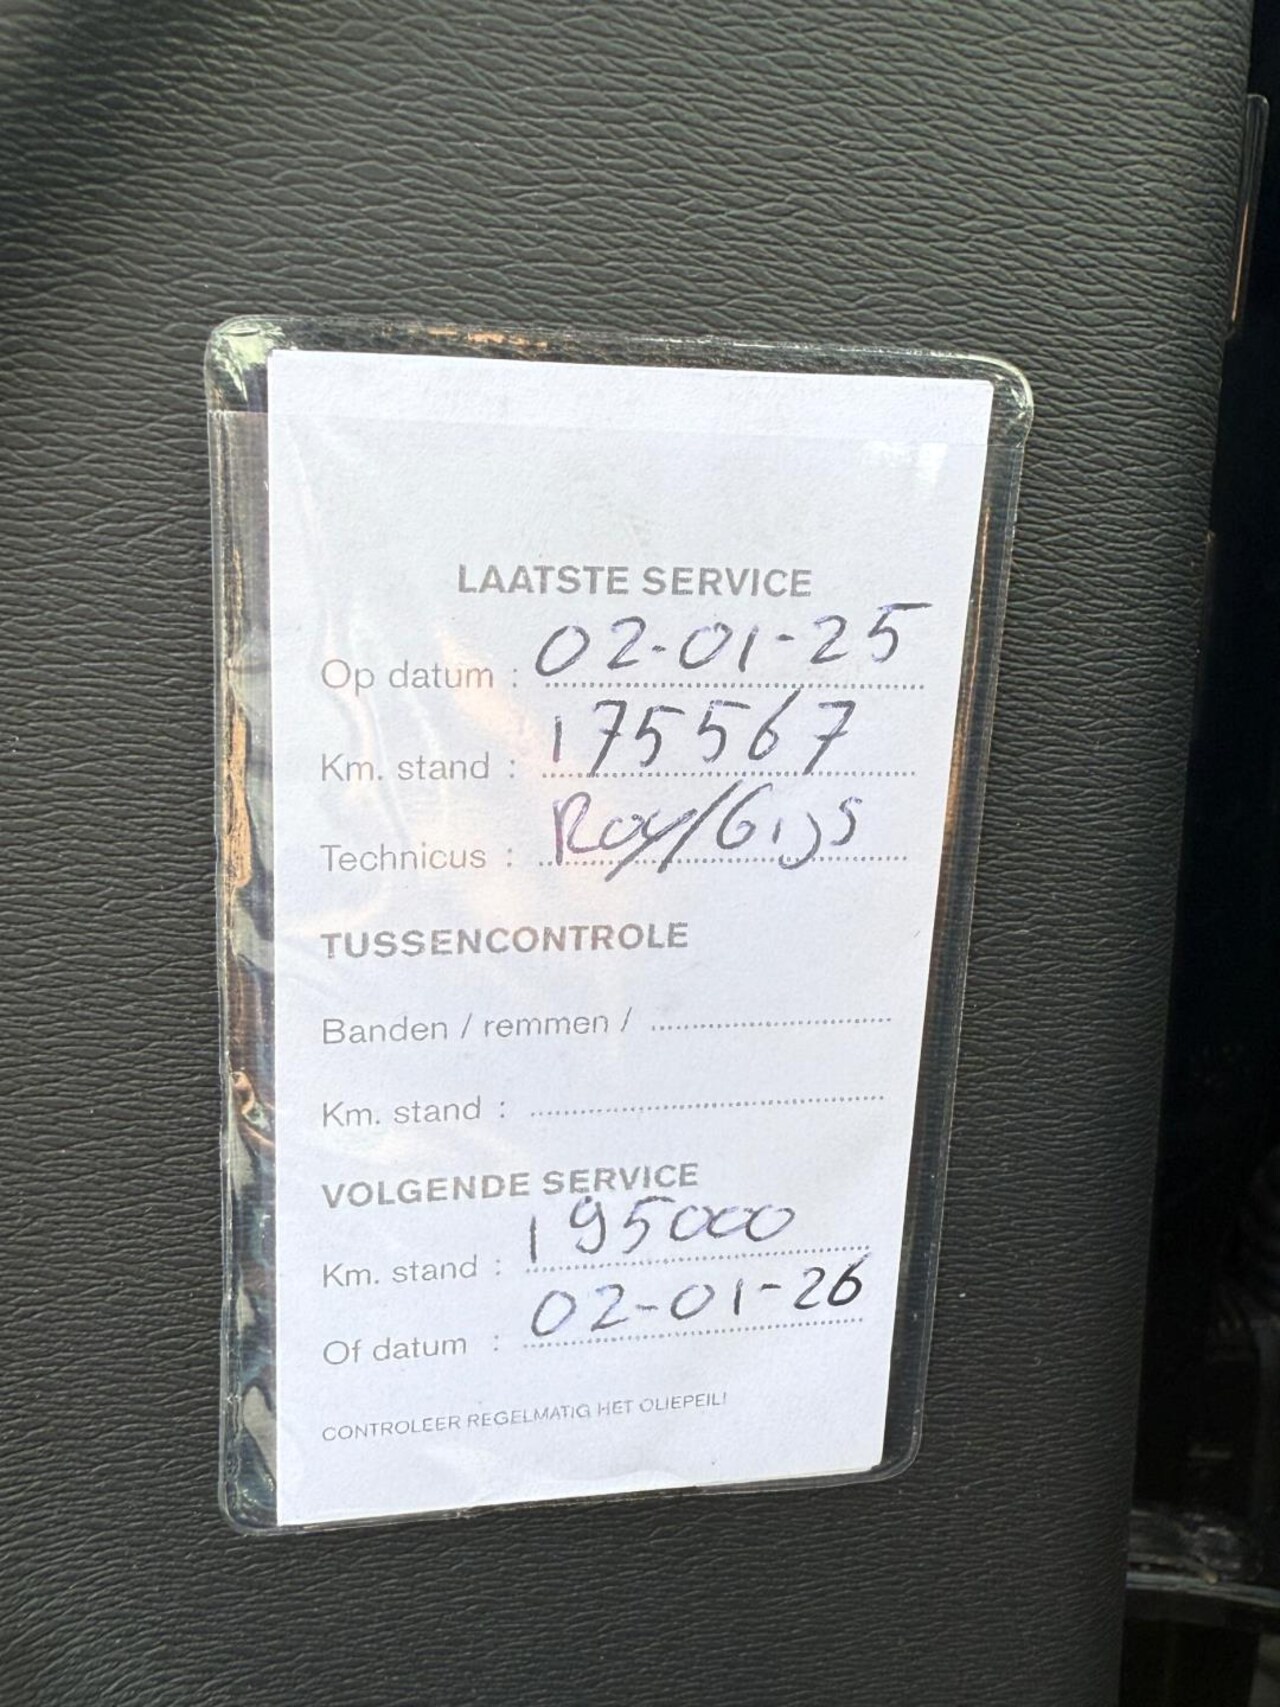 LAATSTE SERVICE
Op datum : 02-01-25
Km. stand : 175567
Technicus : Roy/Gijs
TUSSENCONTROLE
Banden / remmen /
Km. stand :
VOLGENDE SERVICE
Km. stand : 195000
Of datum : 02-01-26
CONTROLEER REGELMATIG HET OLIEPEIL!